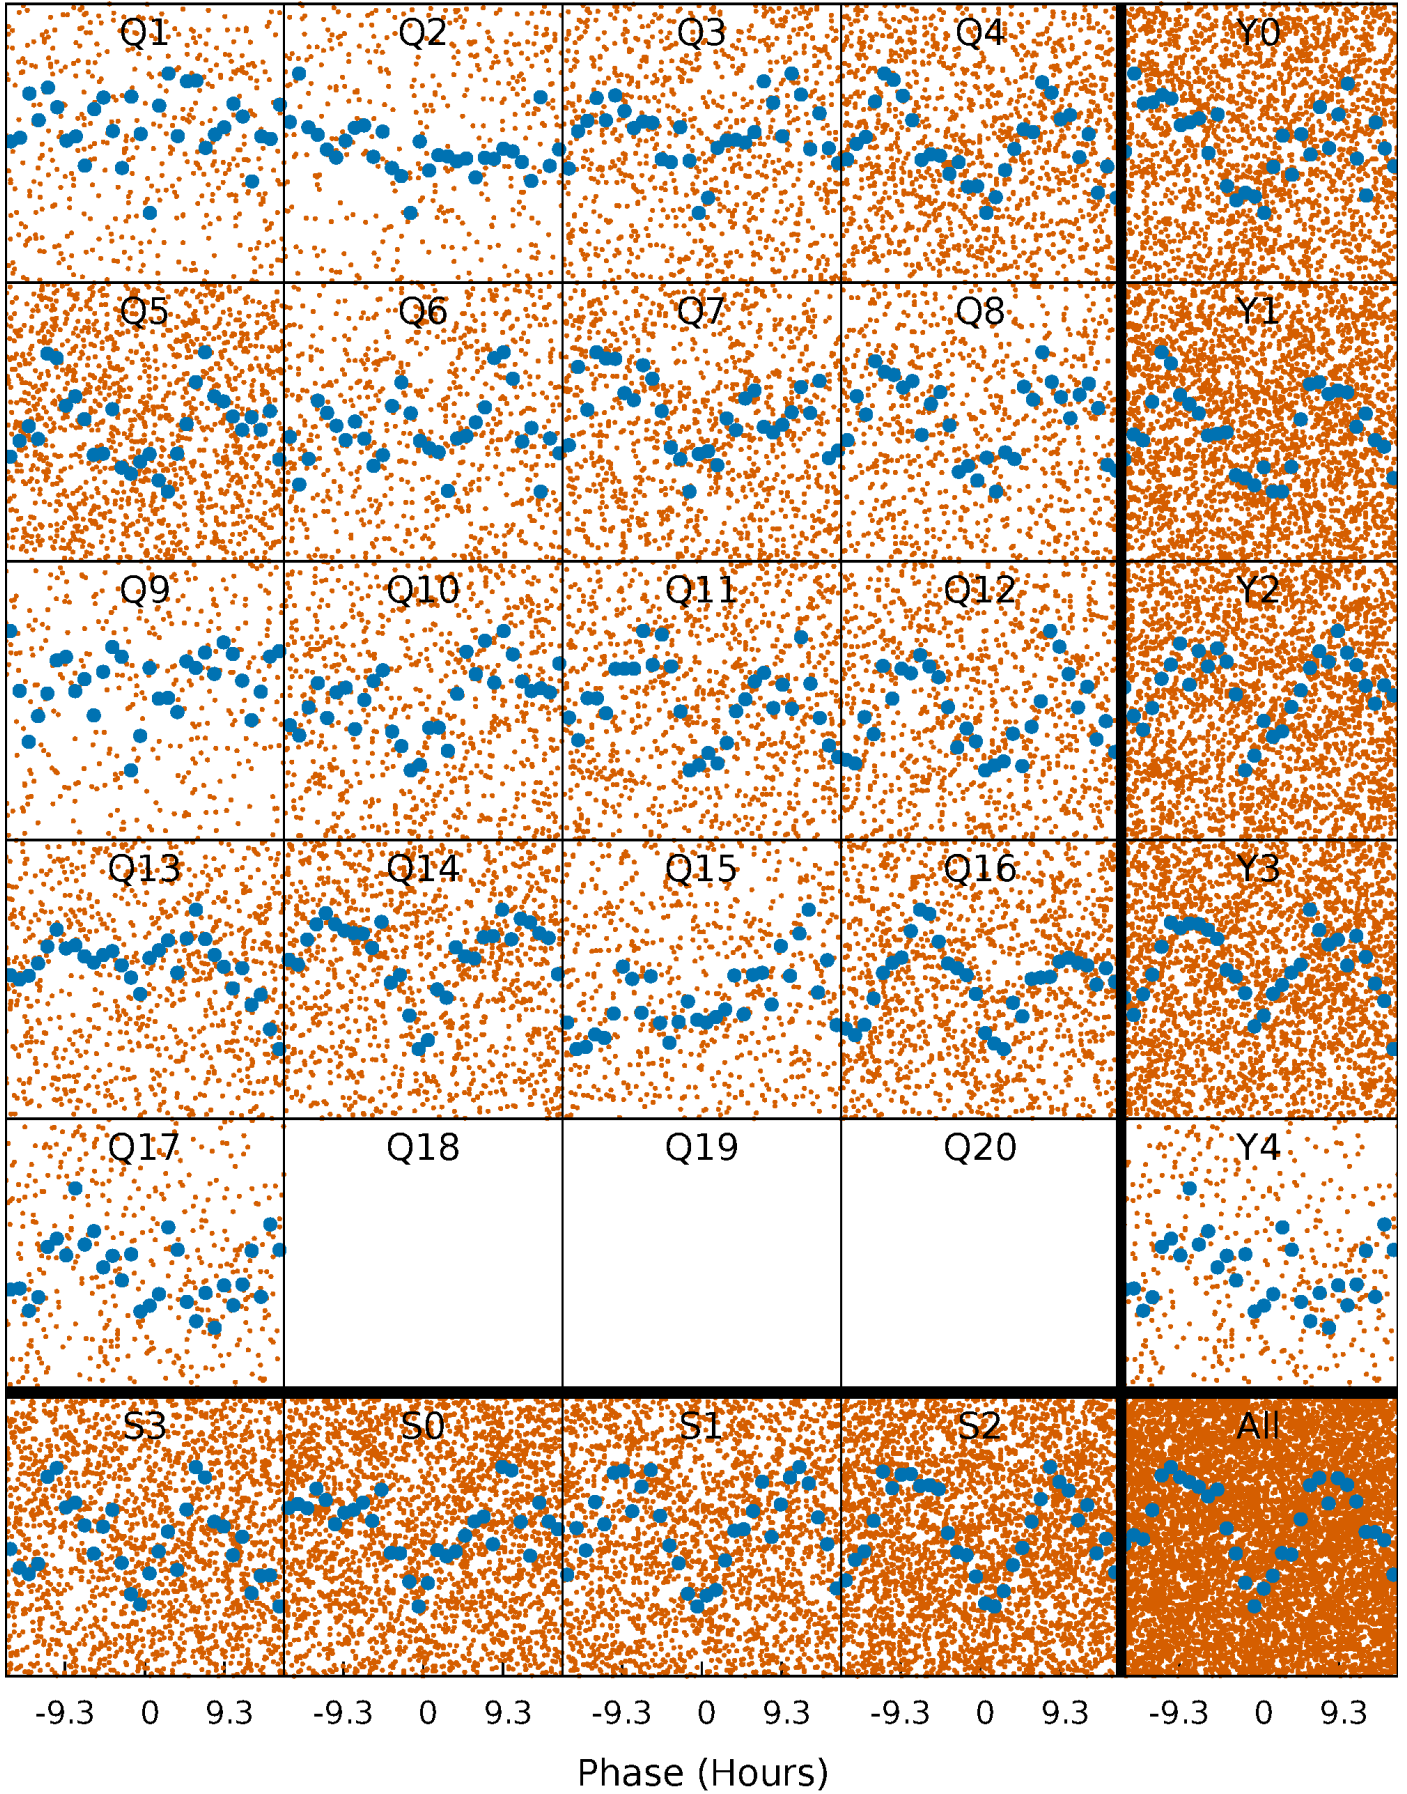 Q1 Q2 Q3 Q4 Y0
Q5 Q6 Q7 Q8 Y1
Q9 Q10 Q11 Q12 Y2
Q13 Q14 Q15 Q16 Y3
Q17 Q18 Q19 Q20 Y4
S3 S0 S1 S2 All
-9.3 0 9.3 -9.3 0 9.3 -9.3 0 9.3 -9.3 0 9.3 -9.3 0 9.3
Phase (Hours)